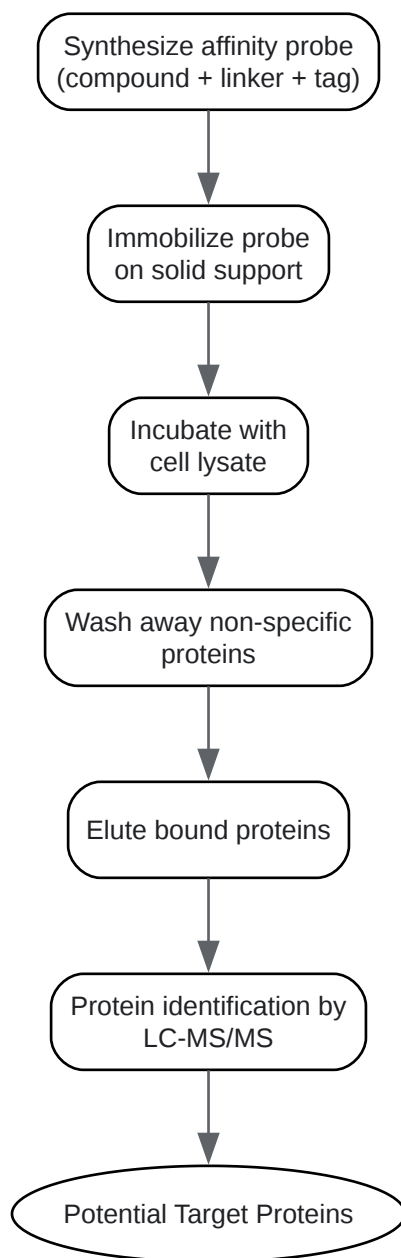 Synthesize affinity probe
(compound + linker + tag)
Immobilize probe
on solid support
Incubate with
cell lysate
Wash away non-specific
proteins
Elute bound proteins
Protein identification by
LC-MS/MS
Potential Target Proteins